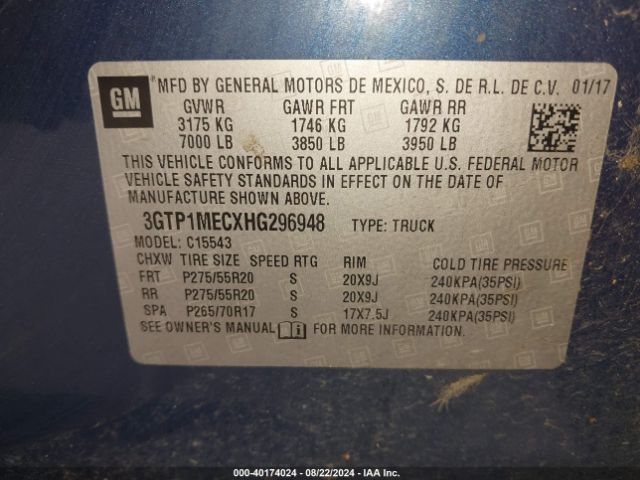 GM
® MFD BY GENERAL MOTORS DE MEXICO, S. DE R.L. DE C.V. 01/17
GVWR GAWR FRT GAWR RR
3175 KG 1746 KG 1792 KG
7000 LB 3850 LB 3950 LB
THIS VEHICLE CONFORMS TO ALL APPLICABLE U.S. FEDERAL MOTOR
VEHICLE SAFETY STANDARDS IN EFFECT ON THE DATE OF
MANUFACTURE SHOWN ABOVE.
3GTP1MECXHG296948 TYPE: TRUCK
MODEL: C15543
CHXW TIRE SIZE SPEED RTG RIM COLD TIRE PRESSURE
FRT P275/55R20 S 20X9J 240KPA(35PSI)
RR P275/55R20 S 20X9J 240KPA(35PSI)
SPA P265/70R17 S 17X7.5J 240KPA(35PSI)
SEE OWNER'S MANUAL FOR MORE INFORMATION.
000-40174024 - 08/22/2024 - IAA Inc.